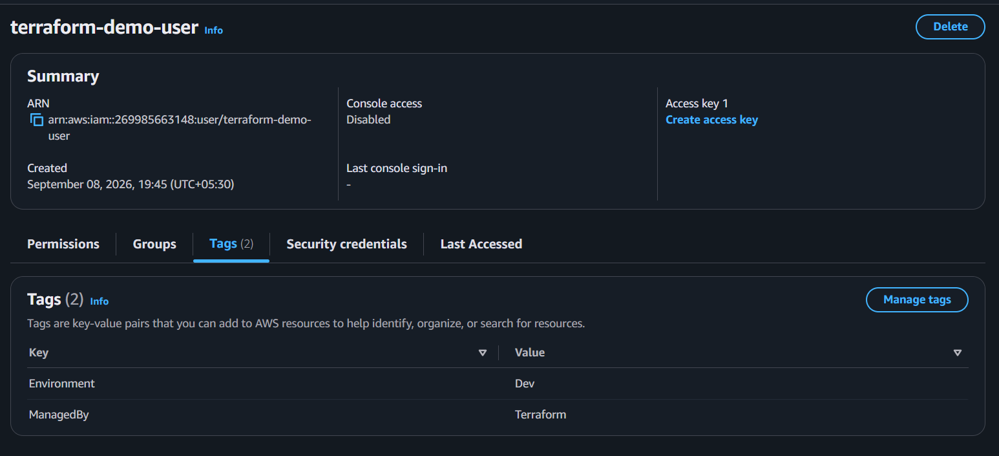 terraform-demo-user Info
Delete
Summary
ARN
arn:aws:iam::269985663148:user/terraform-demo-
user
Created
September 08, 2026, 19:45 (UTC+05:30)
Console access
Disabled
Last console sign-in
-
Access key 1
Create access key
Permissions
Groups
Tags (2)
Security credentials
Last Accessed
Tags (2) Info
Manage tags
Tags are key-value pairs that you can add to AWS resources to help identify, organize, or search for resources.
Key Value
Environment Dev
ManagedBy Terraform